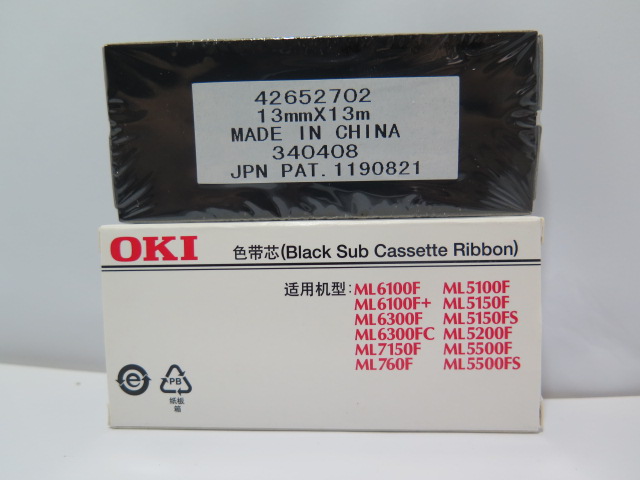 42652702
13mmX13m
MADE IN CHINA
340408
JPN PAT.1190821
OKI 色带芯(Black Sub Cassette Ribbon)
适用机型:ML6100F ML5100F
ML6100F+ ML5150F
ML6300F ML5150FS
ML6300FC ML5200F
ML7150F ML5500F
ML760F ML5500FS
e
PB
纸板
箱